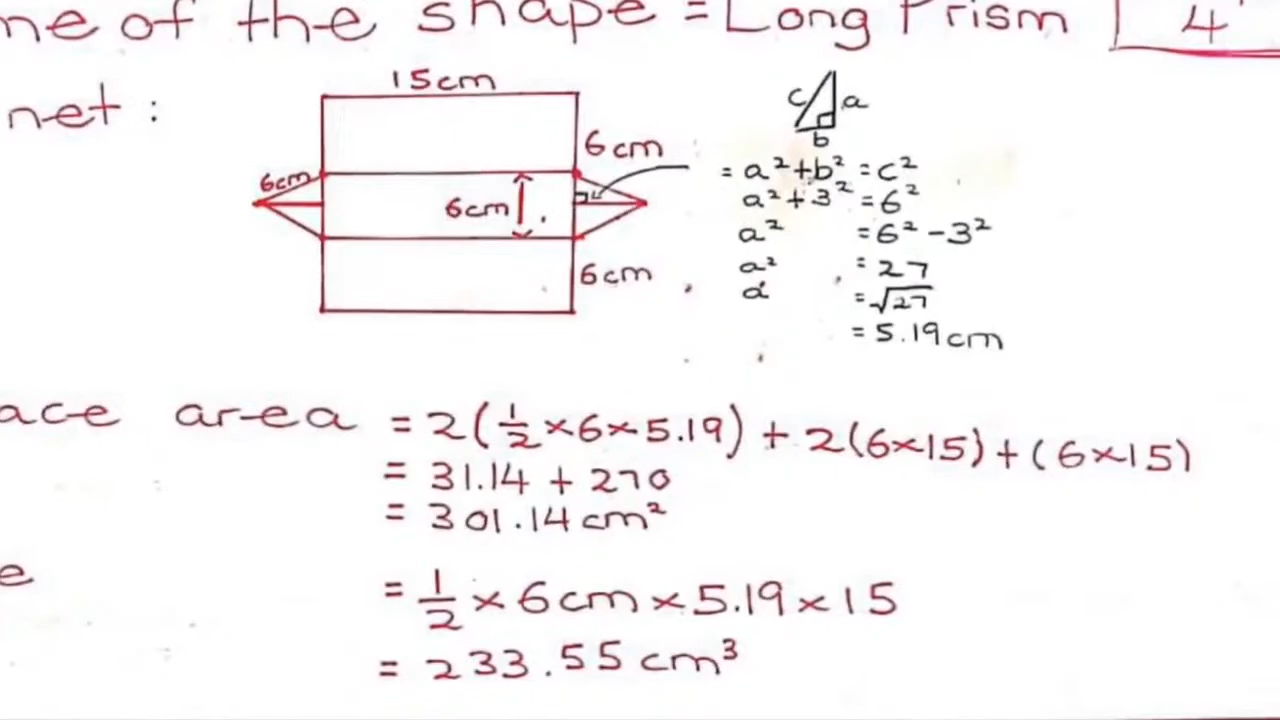 me of the shape = Long Prism 4
net :
15cm
6cm
6cm
6cm
6cm
c a
b
= a² + b² = c²
a² + 3² = 6²
a² = 6² - 3²
a² = 27
a = √27
= 5.19cm
ace area = 2(½ × 6 × 5.19) + 2(6×15) + (6×15)
= 31.14 + 270
= 301.14 cm²
e = ½ × 6cm × 5.19 × 15
= 233.55 cm³